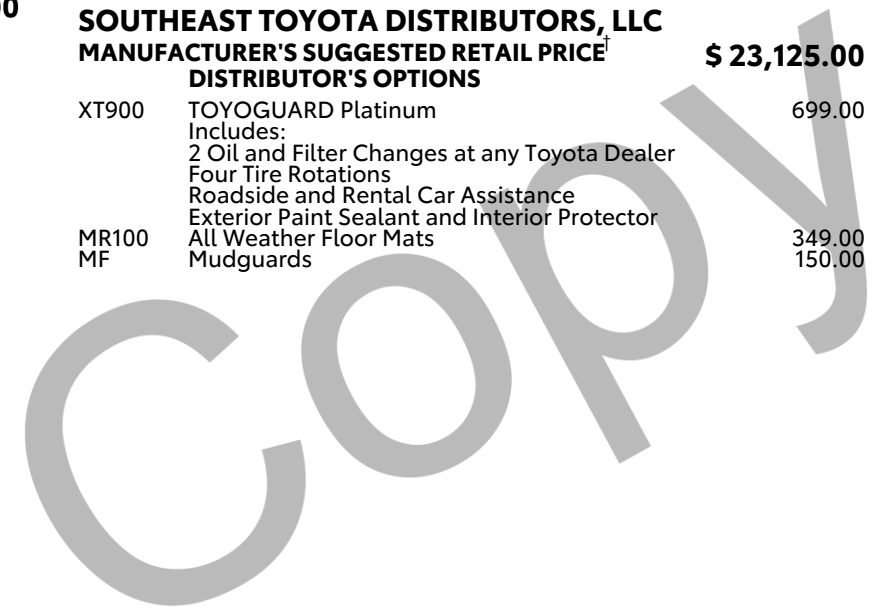 00
SOUTHEAST TOYOTA DISTRIBUTORS, LLC
MANUFACTURER'S SUGGESTED RETAIL PRICE† $ 23,125.00
DISTRIBUTOR'S OPTIONS
XT900 TOYOGUARD Platinum 699.00
Includes:
2 Oil and Filter Changes at any Toyota Dealer
Four Tire Rotations
Roadside and Rental Car Assistance
Exterior Paint Sealant and Interior Protector
MR100 All Weather Floor Mats 349.00
MF Mudguards 150.00
Copy